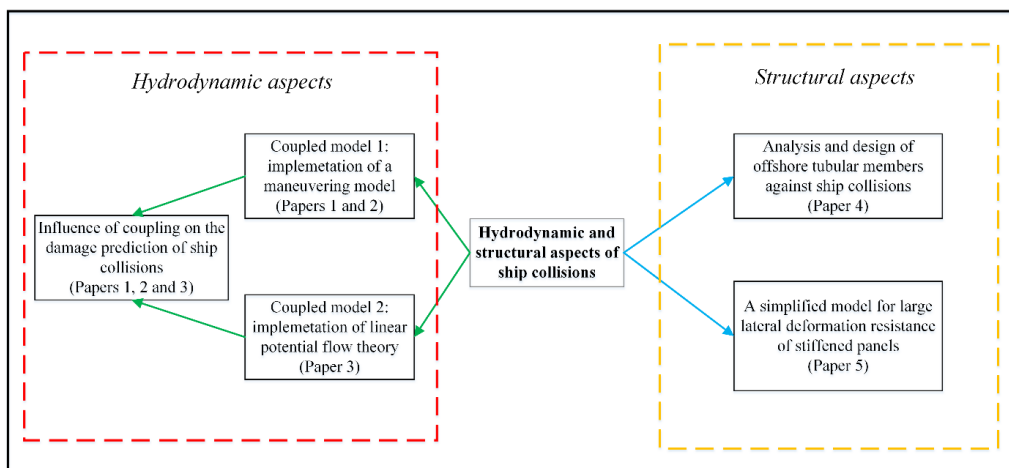 Hydrodynamic aspects
Coupled model 1:
implemetation of a
maneuvering model
(Papers 1 and 2)
Influence of coupling on the
damage prediction of ship
collisions
(Papers 1, 2 and 3)
Coupled model 2:
implemetation of linear
potential flow theory
(Paper 3)
Hydrodynamic and
structural aspects of
ship collisions
Structural aspects
Analysis and design of
offshore tubular members
against ship collisions
(Paper 4)
A simplified model for large
lateral deformation resistance
of stiffened panels
(Paper 5)